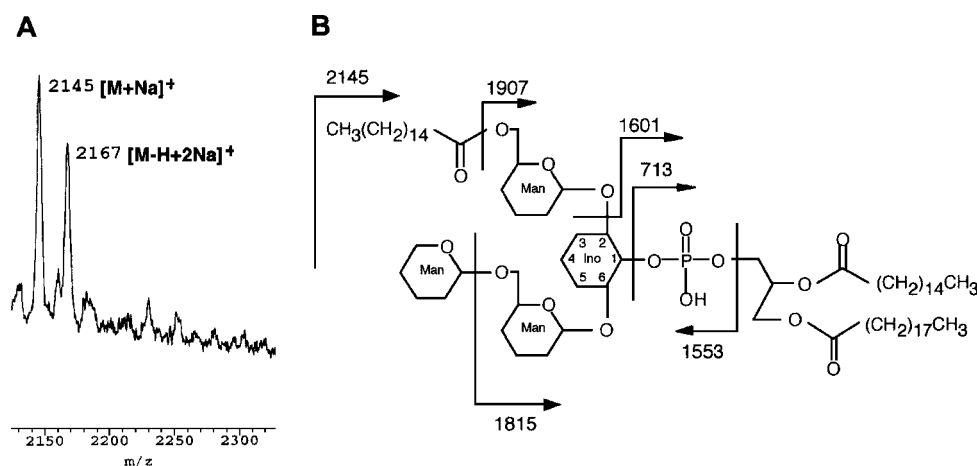 A
2145 [M+Na]+
2167 [M-H+2Na]+
2150 2200 2250 2300
m/z
B
2145
1907
1601
713
CH3(CH2)14
O
O
O
Man
O
O
Man
O
O
Man
O
3 2
4 Ino 1
5 6
O
P
O
OH
O
O
O
(CH2)14CH3
O
(CH2)17CH3
O
1553
1815